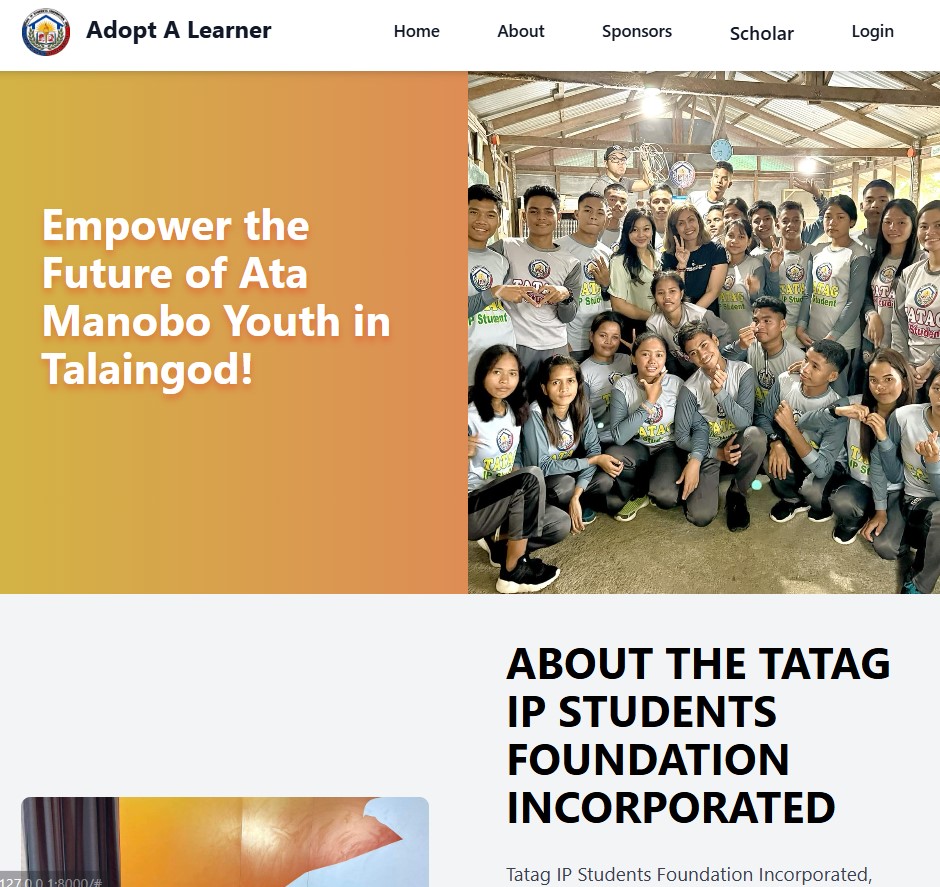 Adopt A Learner
Home
About
Sponsors
Scholar
Login
Empower the
Future of Ata
Manobo Youth in
Talaingod!
ABOUT THE TATAG
IP STUDENTS
FOUNDATION
INCORPORATED
Tatag IP Students Foundation Incorporated,
127.0.0.1:8000/#